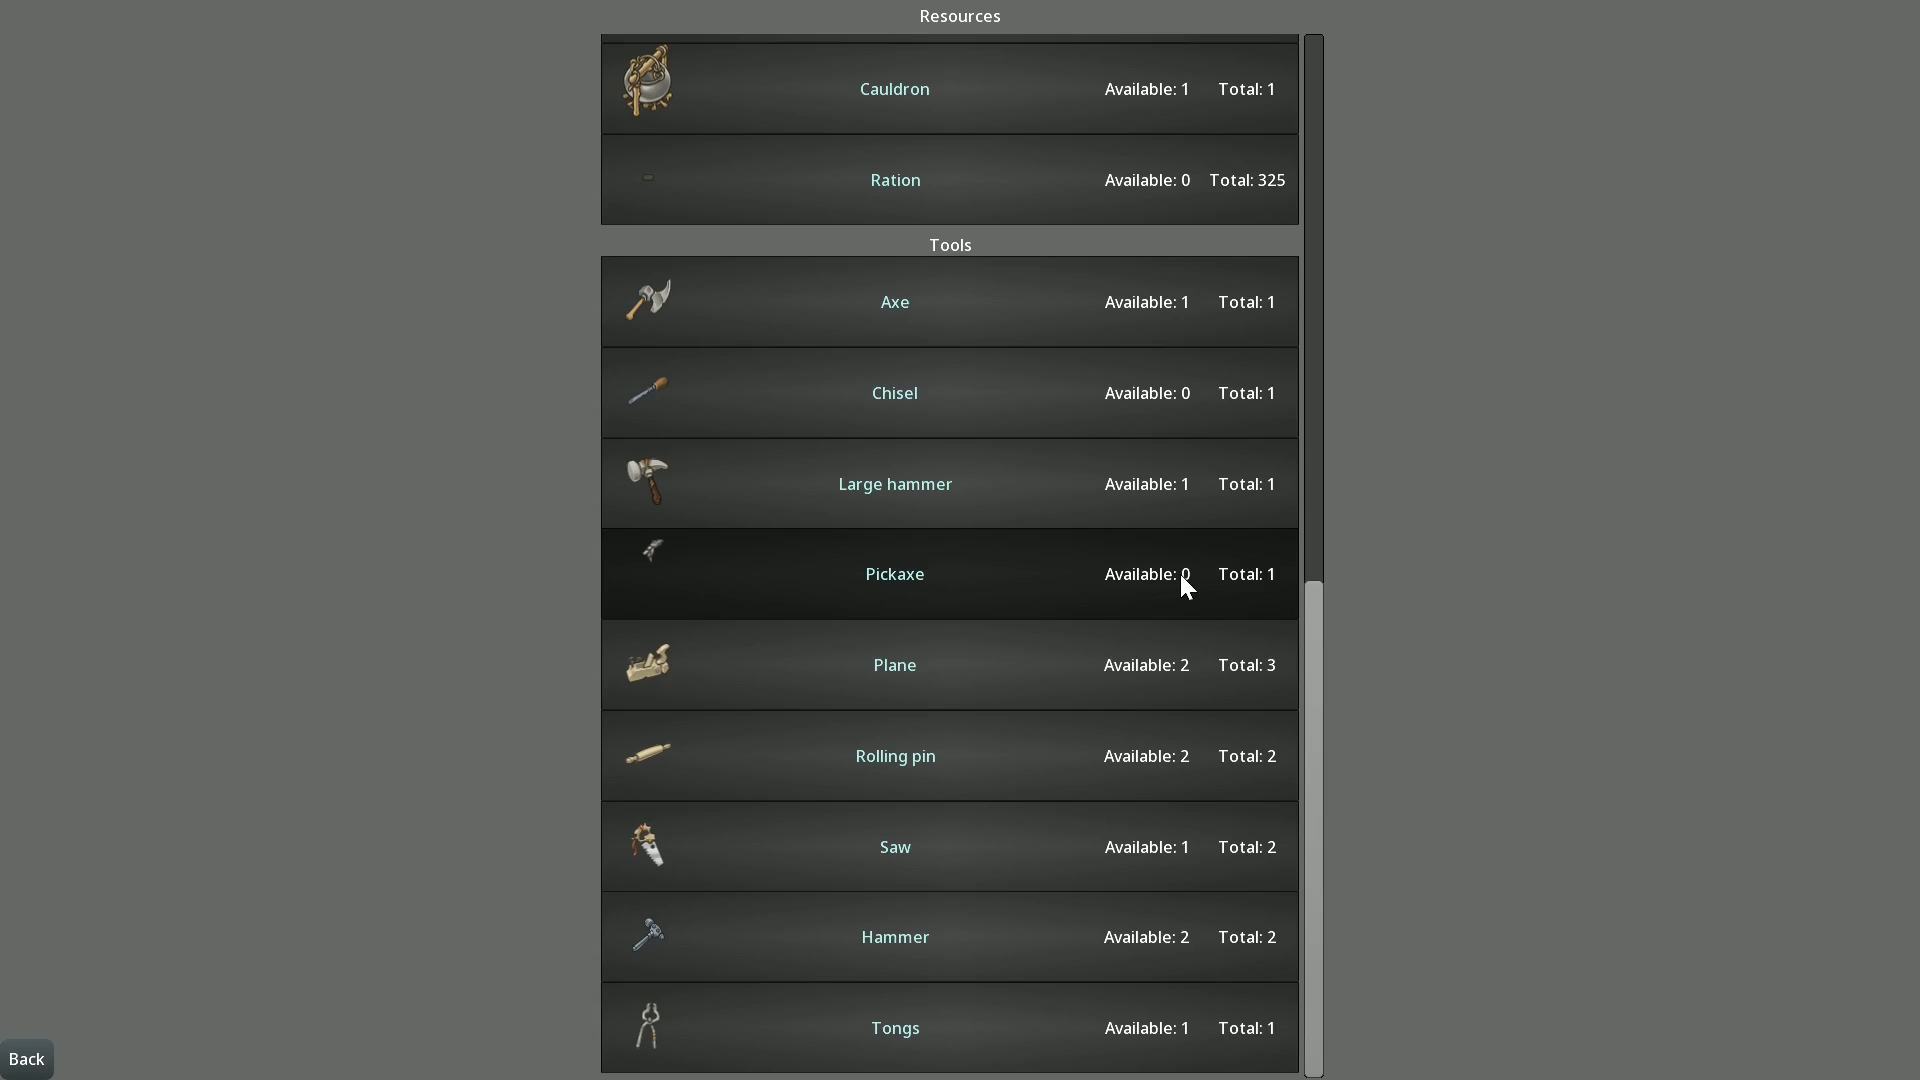 Resources
Cauldron Available: 1 Total: 1
Ration Available: 0 Total: 325
Tools
Axe Available: 1 Total: 1
Chisel Available: 0 Total: 1
Large hammer Available: 1 Total: 1
Pickaxe Available: 0 Total: 1
Plane Available: 2 Total: 3
Rolling pin Available: 2 Total: 2
Saw Available: 1 Total: 2
Hammer Available: 2 Total: 2
Tongs Available: 1 Total: 1
Back